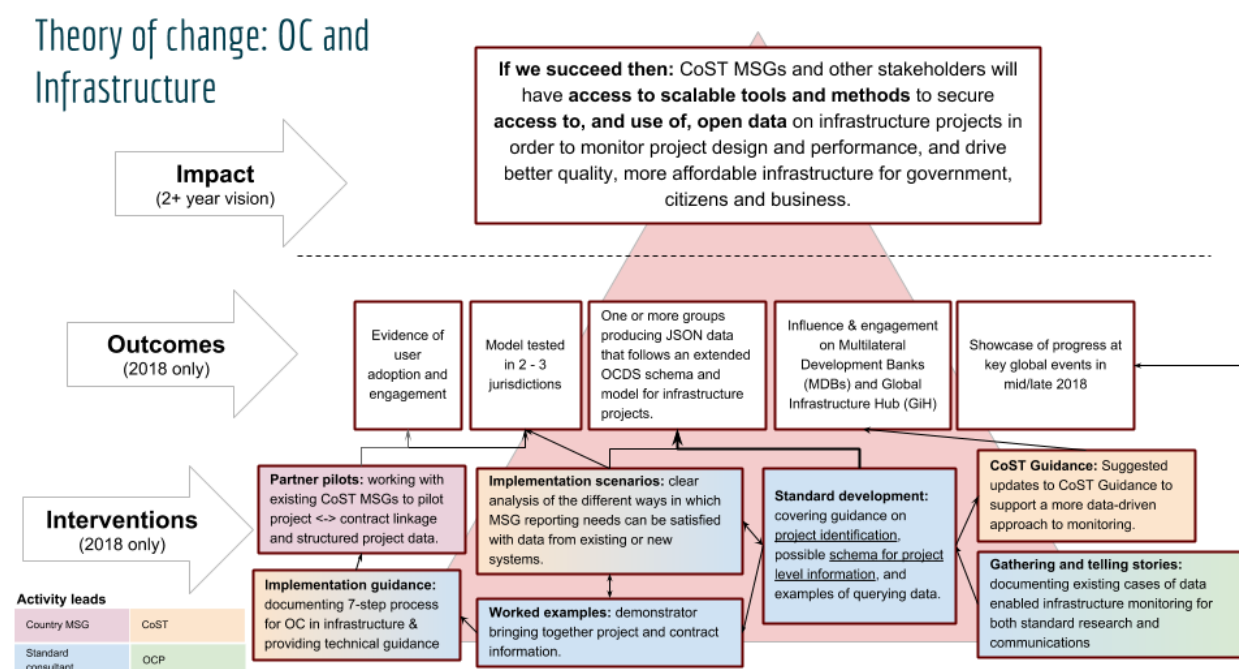 Theory of change: OC and
Infrastructure
If we succeed then: CoST MSGs and other stakeholders will
have access to scalable tools and methods to secure
access to, and use of, open data on infrastructure projects in
order to monitor project design and performance, and drive
better quality, more affordable infrastructure for government,
citizens and business.
Impact
(2+ year vision)
Outcomes
(2018 only)
Evidence of
user
adoption and
engagement
Model tested
in 2 - 3
jurisdictions
One or more groups
producing JSON data
that follows an extended
OCDS schema and
model for infrastructure
projects.
Influence & engagement
on Multilateral
Development Banks
(MDBs) and Global
Infrastructure Hub (GiH)
Showcase of progress at
key global events in
mid/late 2018
Interventions
(2018 only)
Partner pilots: working with
existing CoST MSGs to pilot
project <-> contract linkage
and structured project data.
Implementation scenarios: clear
analysis of the different ways in which
MSG reporting needs can be satisfied
with data from existing or new
systems.
Standard development:
covering guidance on
project identification,
possible schema for project
level information, and
examples of querying data.
CoST Guidance: Suggested
updates to CoST Guidance to
support a more data-driven
approach to monitoring.
Implementation guidance:
documenting 7-step process
for OC in infrastructure &
providing technical guidance
Worked examples: demonstrator
bringing together project and contract
information.
Gathering and telling stories:
documenting existing cases of data
enabled infrastructure monitoring for
both standard research and
communications
Activity leads
Country MSG
CoST
Standard
consultant
OCP